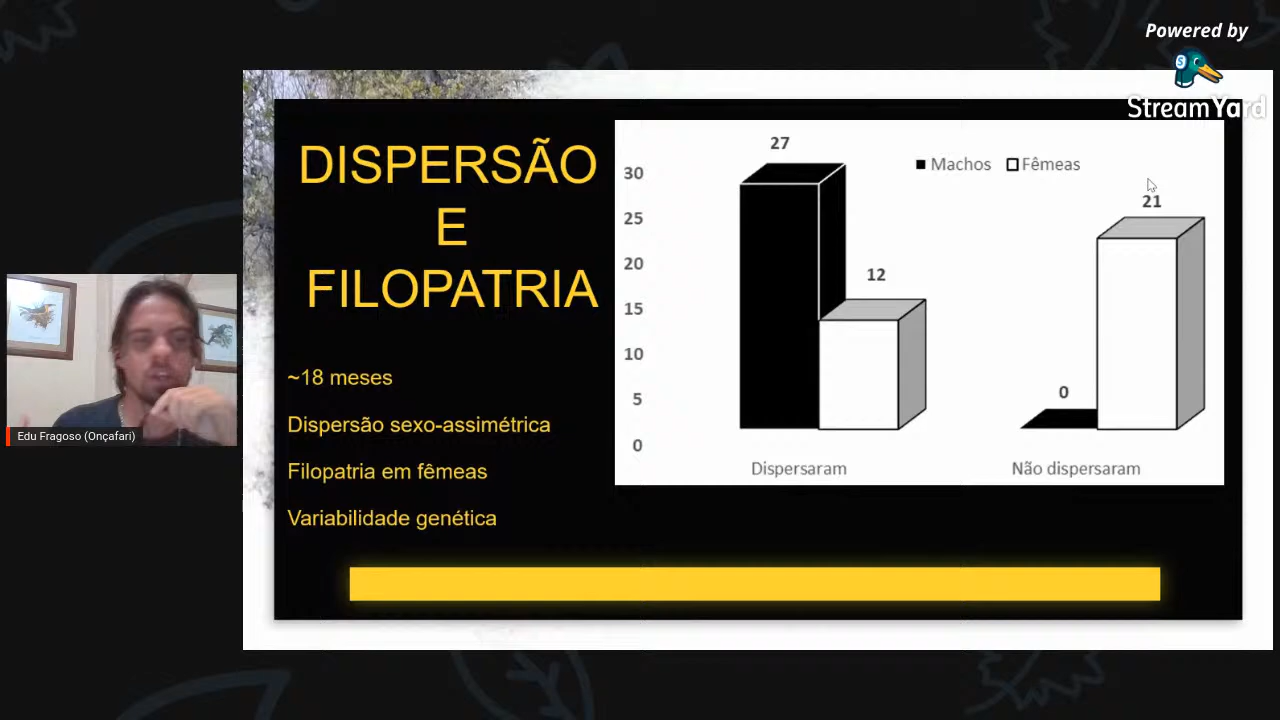 Powered by
StreamYard
DISPERSÃO
E
FILOPATRIA
~18 meses
Dispersão sexo-assimétrica
Filopatria em fêmeas
Variabilidade genética
Machos Fêmeas
30
25
20
15
10
5
0
27
12
0
21
Dispersaram
Não dispersaram
Edu Fragoso (Onçafari)